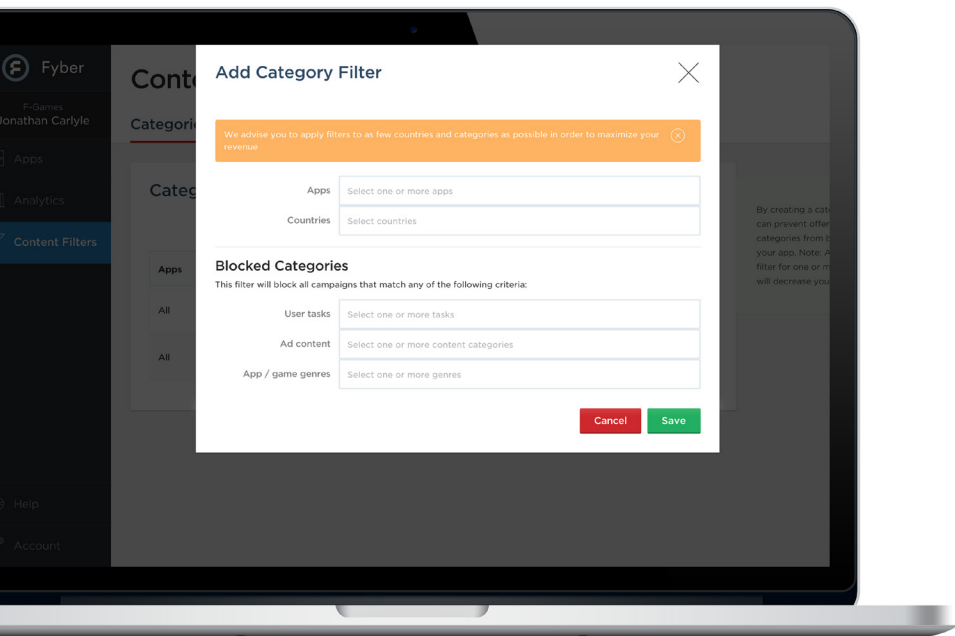 Fyber
F-Games
Jonathan Carlyle
Apps
Analytics
Content Filters
Help
Account
Add Category Filter
We advise you to apply filters to as few countries and categories as possible in order to maximize your
revenue
Apps Select one or more apps
Countries Select countries
Blocked Categories
This filter will block all campaigns that match any of the following criteria:
User tasks Select one or more tasks
Ad content Select one or more content categories
App / game genres Select one or more genres
Cancel Save
Apps
All
All
By creating a
can prevent offer
categories from
your app. Note:
filter for one or
will decrease you